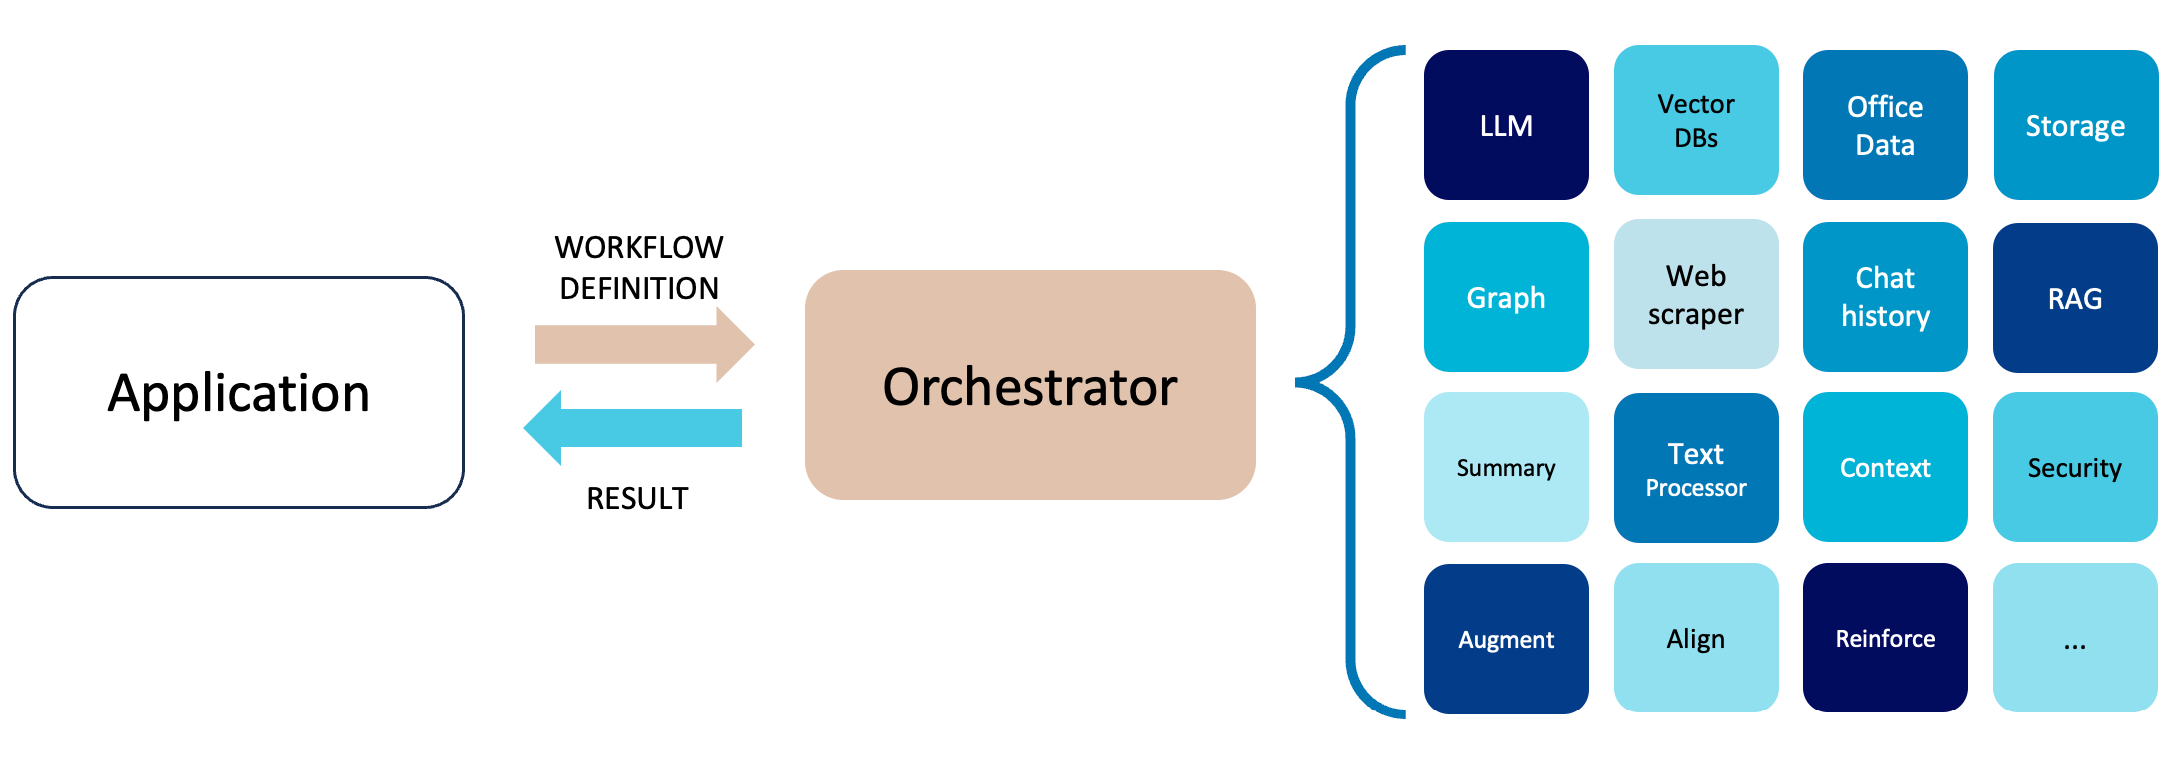 Application
WORKFLOW
DEFINITION
RESULT
Orchestrator
LLM
Vector
DBs
Office
Data
Storage
Graph
Web
scraper
Chat
history
RAG
Summary
Text
Processor
Context
Security
Augment
Align
Reinforce
...